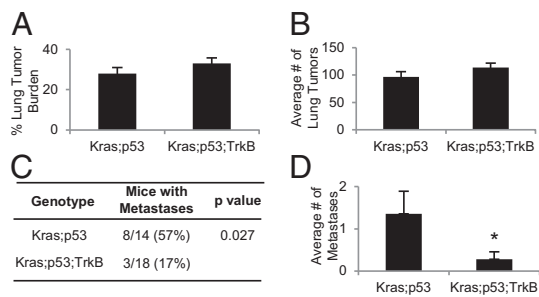 A
% Lung Tumor
Burden
40
20
0
Kras;p53
Kras;p53;TrkB
B
Average # of
Lung Tumors
150
100
50
0
Kras;p53
Kras;p53;TrkB
C
Genotype
Mice with
Metastases
p value
Kras;p53
8/14 (57%)
0.027
Kras;p53;TrkB
3/18 (17%)
D
Average # of
Metastases
2
1
0
*
Kras;p53
Kras;p53;TrkB